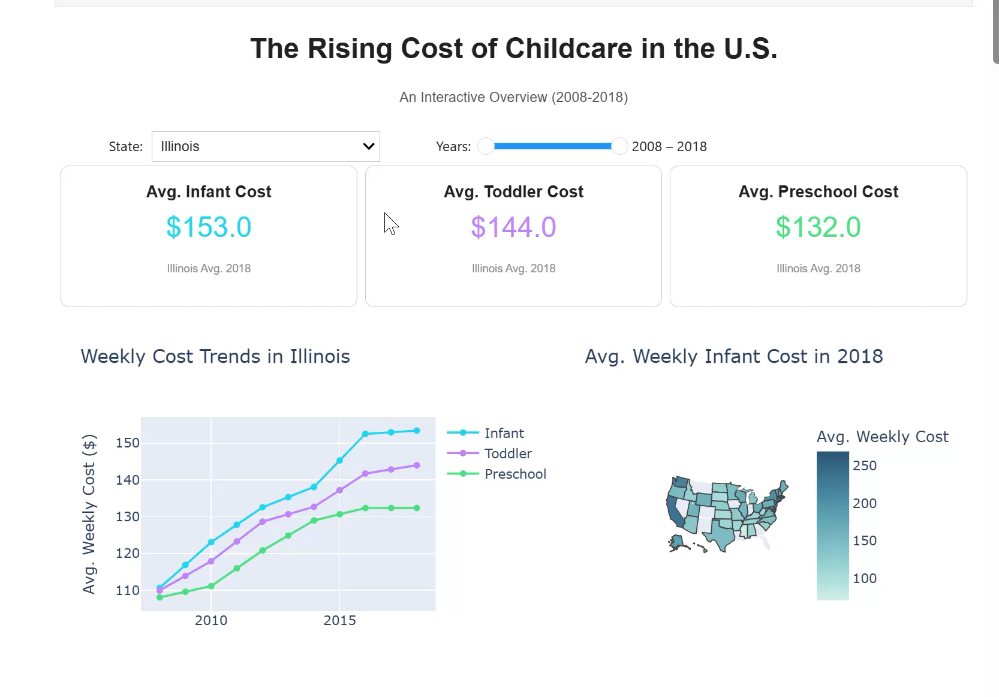 The Rising Cost of Childcare in the U.S.
An Interactive Overview (2008-2018)
State: Illinois
Years: 2008 – 2018
Avg. Infant Cost
$153.0
Illinois Avg. 2018
Avg. Toddler Cost
$144.0
Illinois Avg. 2018
Avg. Preschool Cost
$132.0
Illinois Avg. 2018
Weekly Cost Trends in Illinois
Avg. Weekly Cost ($)
150
140
130
120
110
2010
2015
Infant
Toddler
Preschool
Avg. Weekly Infant Cost in 2018
Avg. Weekly Cost
250
200
150
100